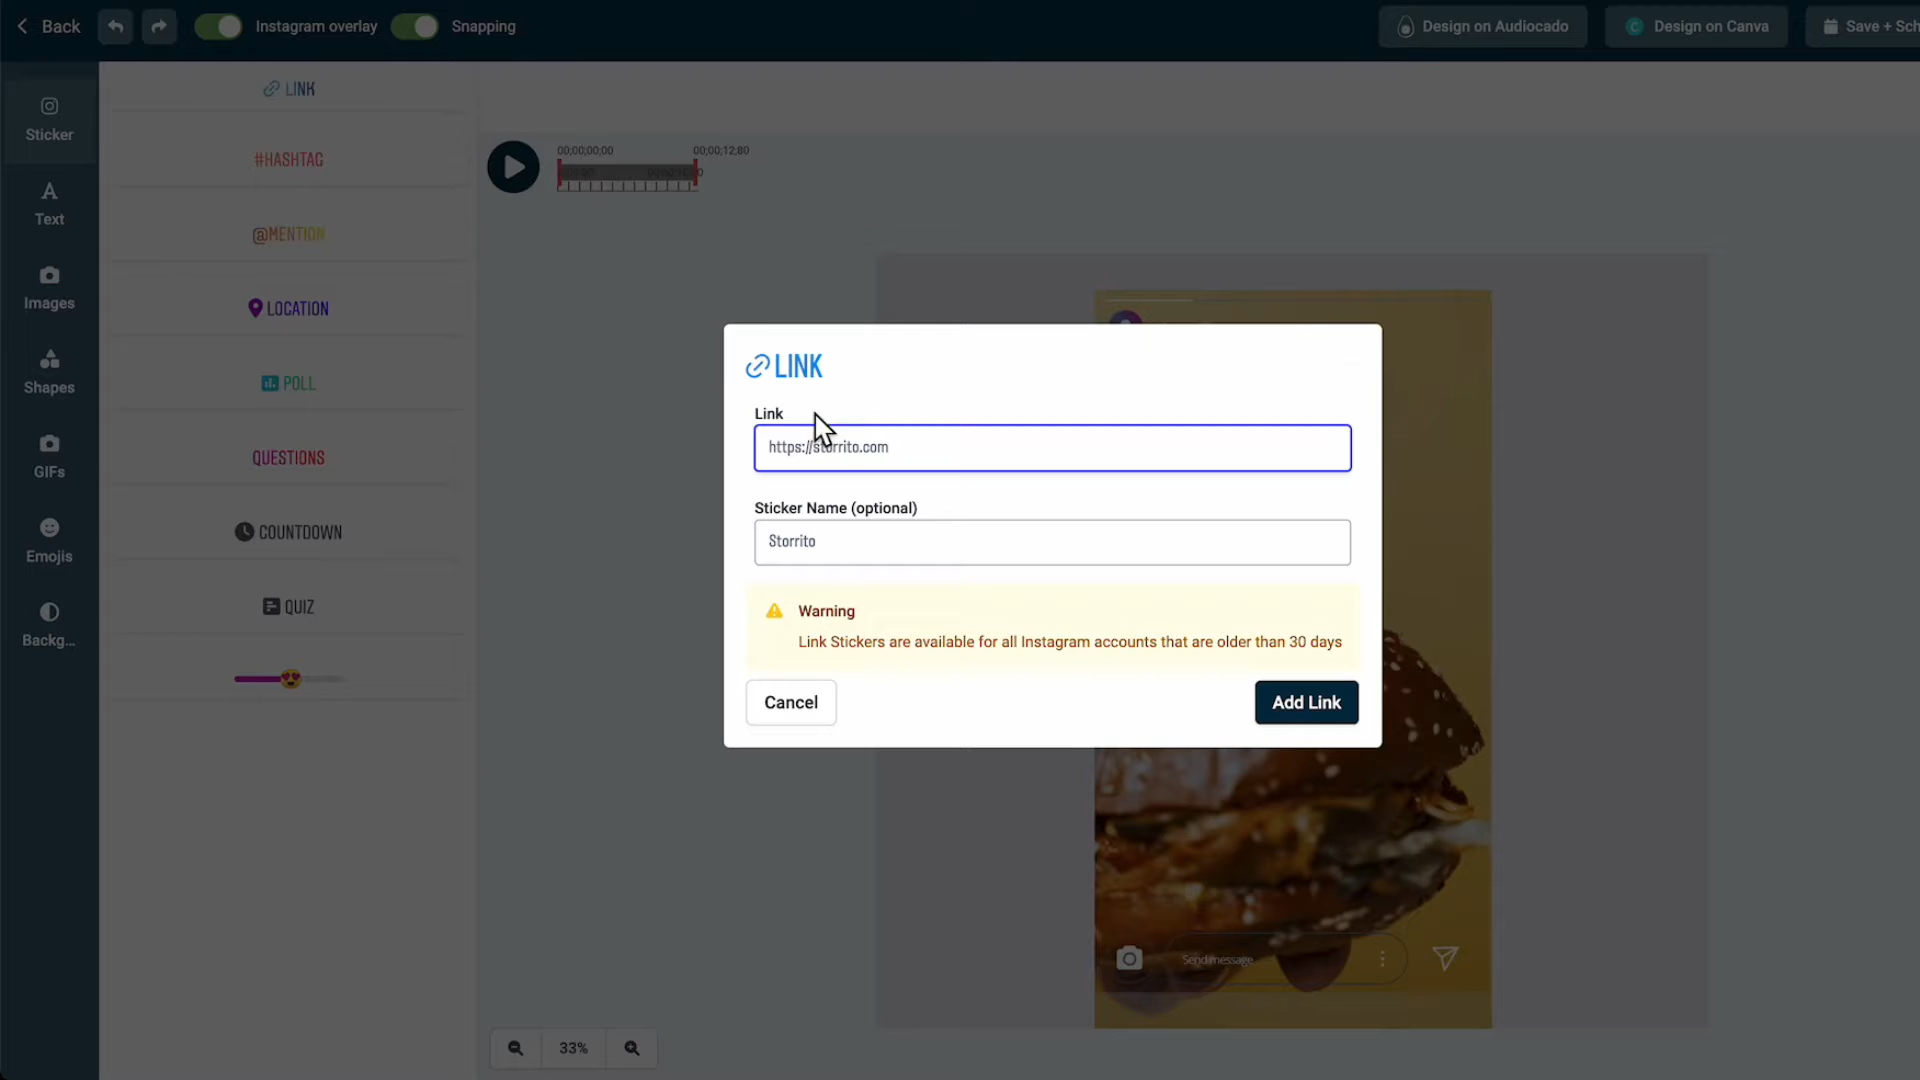 Back
Instagram overlay
Snapping
Design on Audiocado
Design on Canva
Save + Sch
Sticker
Text
Images
Shapes
GIFs
Emojis
Backg...
LINK
#HASHTAG
@MENTION
LOCATION
POLL
QUESTIONS
COUNTDOWN
QUIZ
00;00;00;00
00;00;12;80
LINK
Link
https://storrito.com
Sticker Name (optional)
Storrito
Warning
Link Stickers are available for all Instagram accounts that are older than 30 days
Cancel
Add Link
Send message
33%